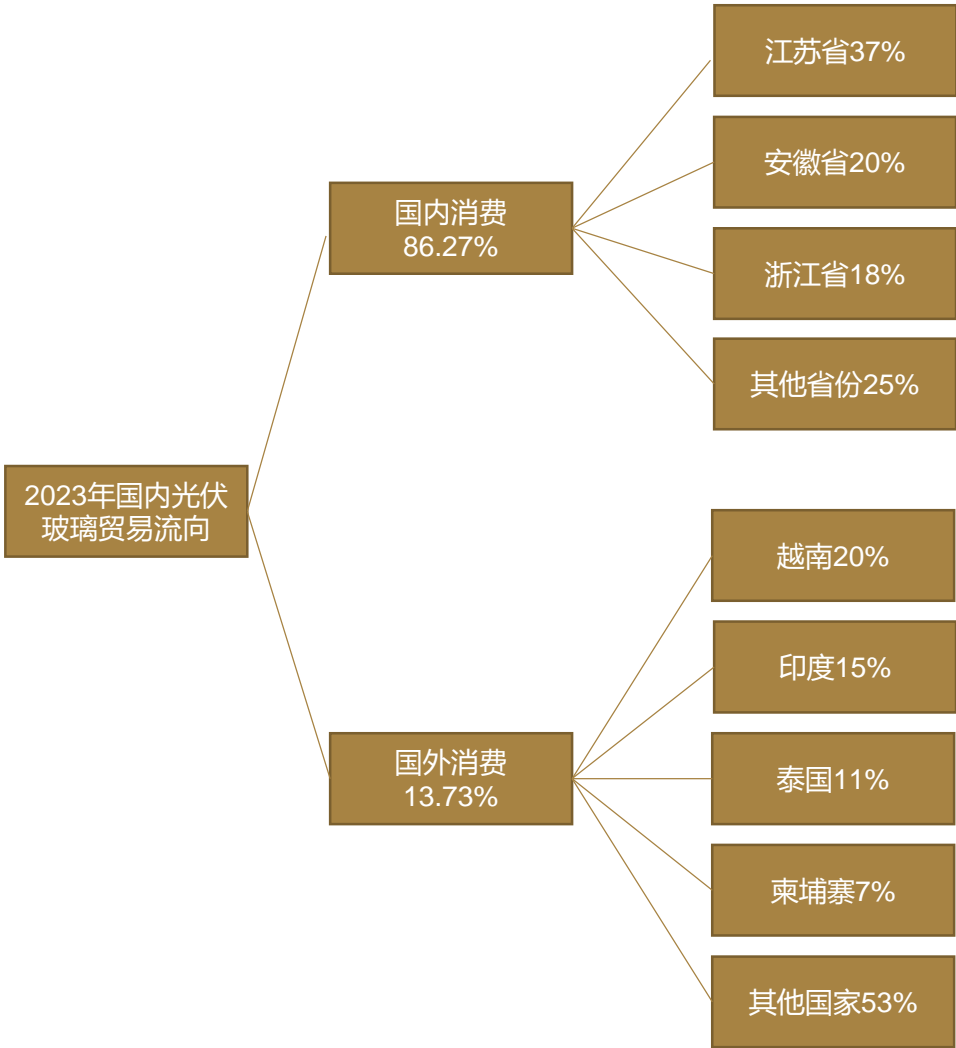 2023年国内光伏
玻璃贸易流向
国内消费
86.27%
江苏省37%
安徽省20%
浙江省18%
其他省份25%
国外消费
13.73%
越南20%
印度15%
泰国11%
柬埔寨7%
其他国家53%